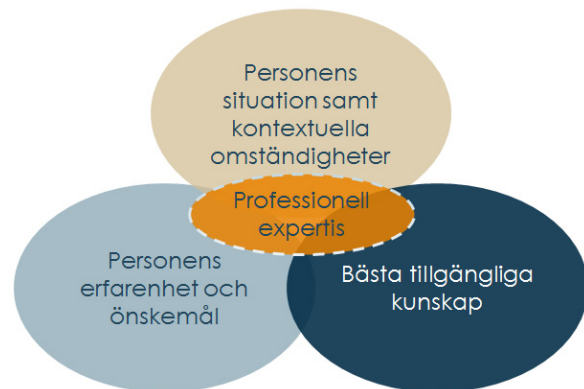 Personens
situation samt
kontextuella
omständigheter
Professionell
expertis
Personens
erfarenhet och
önskemål
Bästa tillgängliga
kunskap